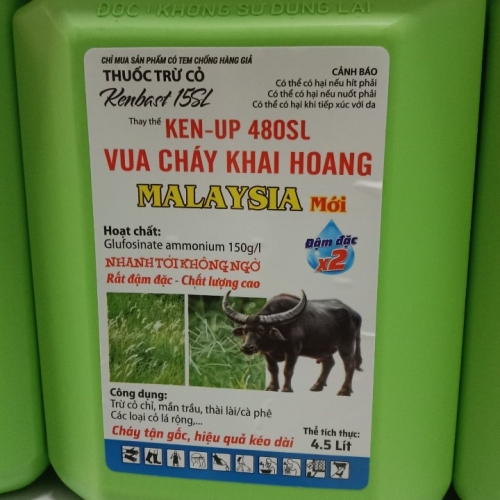 ĐỘC! KHÔNG SỬ DỤNG LẠI
CHỈ MUA SẢN PHẨM CÓ TEM CHỐNG HÀNG GIẢ
THUỐC TRỪ CỎ
Kenbast 15SL
CẢNH BÁO
Có thể có hại nếu hít phải
Có thể có hại nếu nuốt phải
Có thể có hại khi tiếp xúc với da
Thay thế KEN-UP 480SL
VUA CHÁY KHAI HOANG
MALAYSIA Mới
Hoạt chất:
Glufosinate ammonium 150g/l
NHANH TỚI KHÔNG NGỜ
Rất đậm đặc - Chất lượng cao
Đậm đặc
x2
Công dụng:
Trừ cỏ chỉ, mần trầu, thài lài/cà phê
Các loại cỏ lá rộng,...
Cháy tận gốc, hiệu quả kéo dài
Thể tích thực:
4.5 Lít